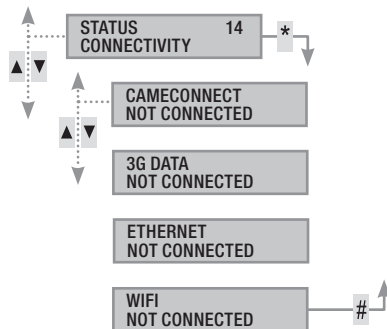 STATUS 14
CONNECTIVITY
*
▲ ▼
CAMECONNECT
NOT CONNECTED
▲ ▼
3G DATA
NOT CONNECTED
ETHERNET
NOT CONNECTED
WIFI
NOT CONNECTED
#